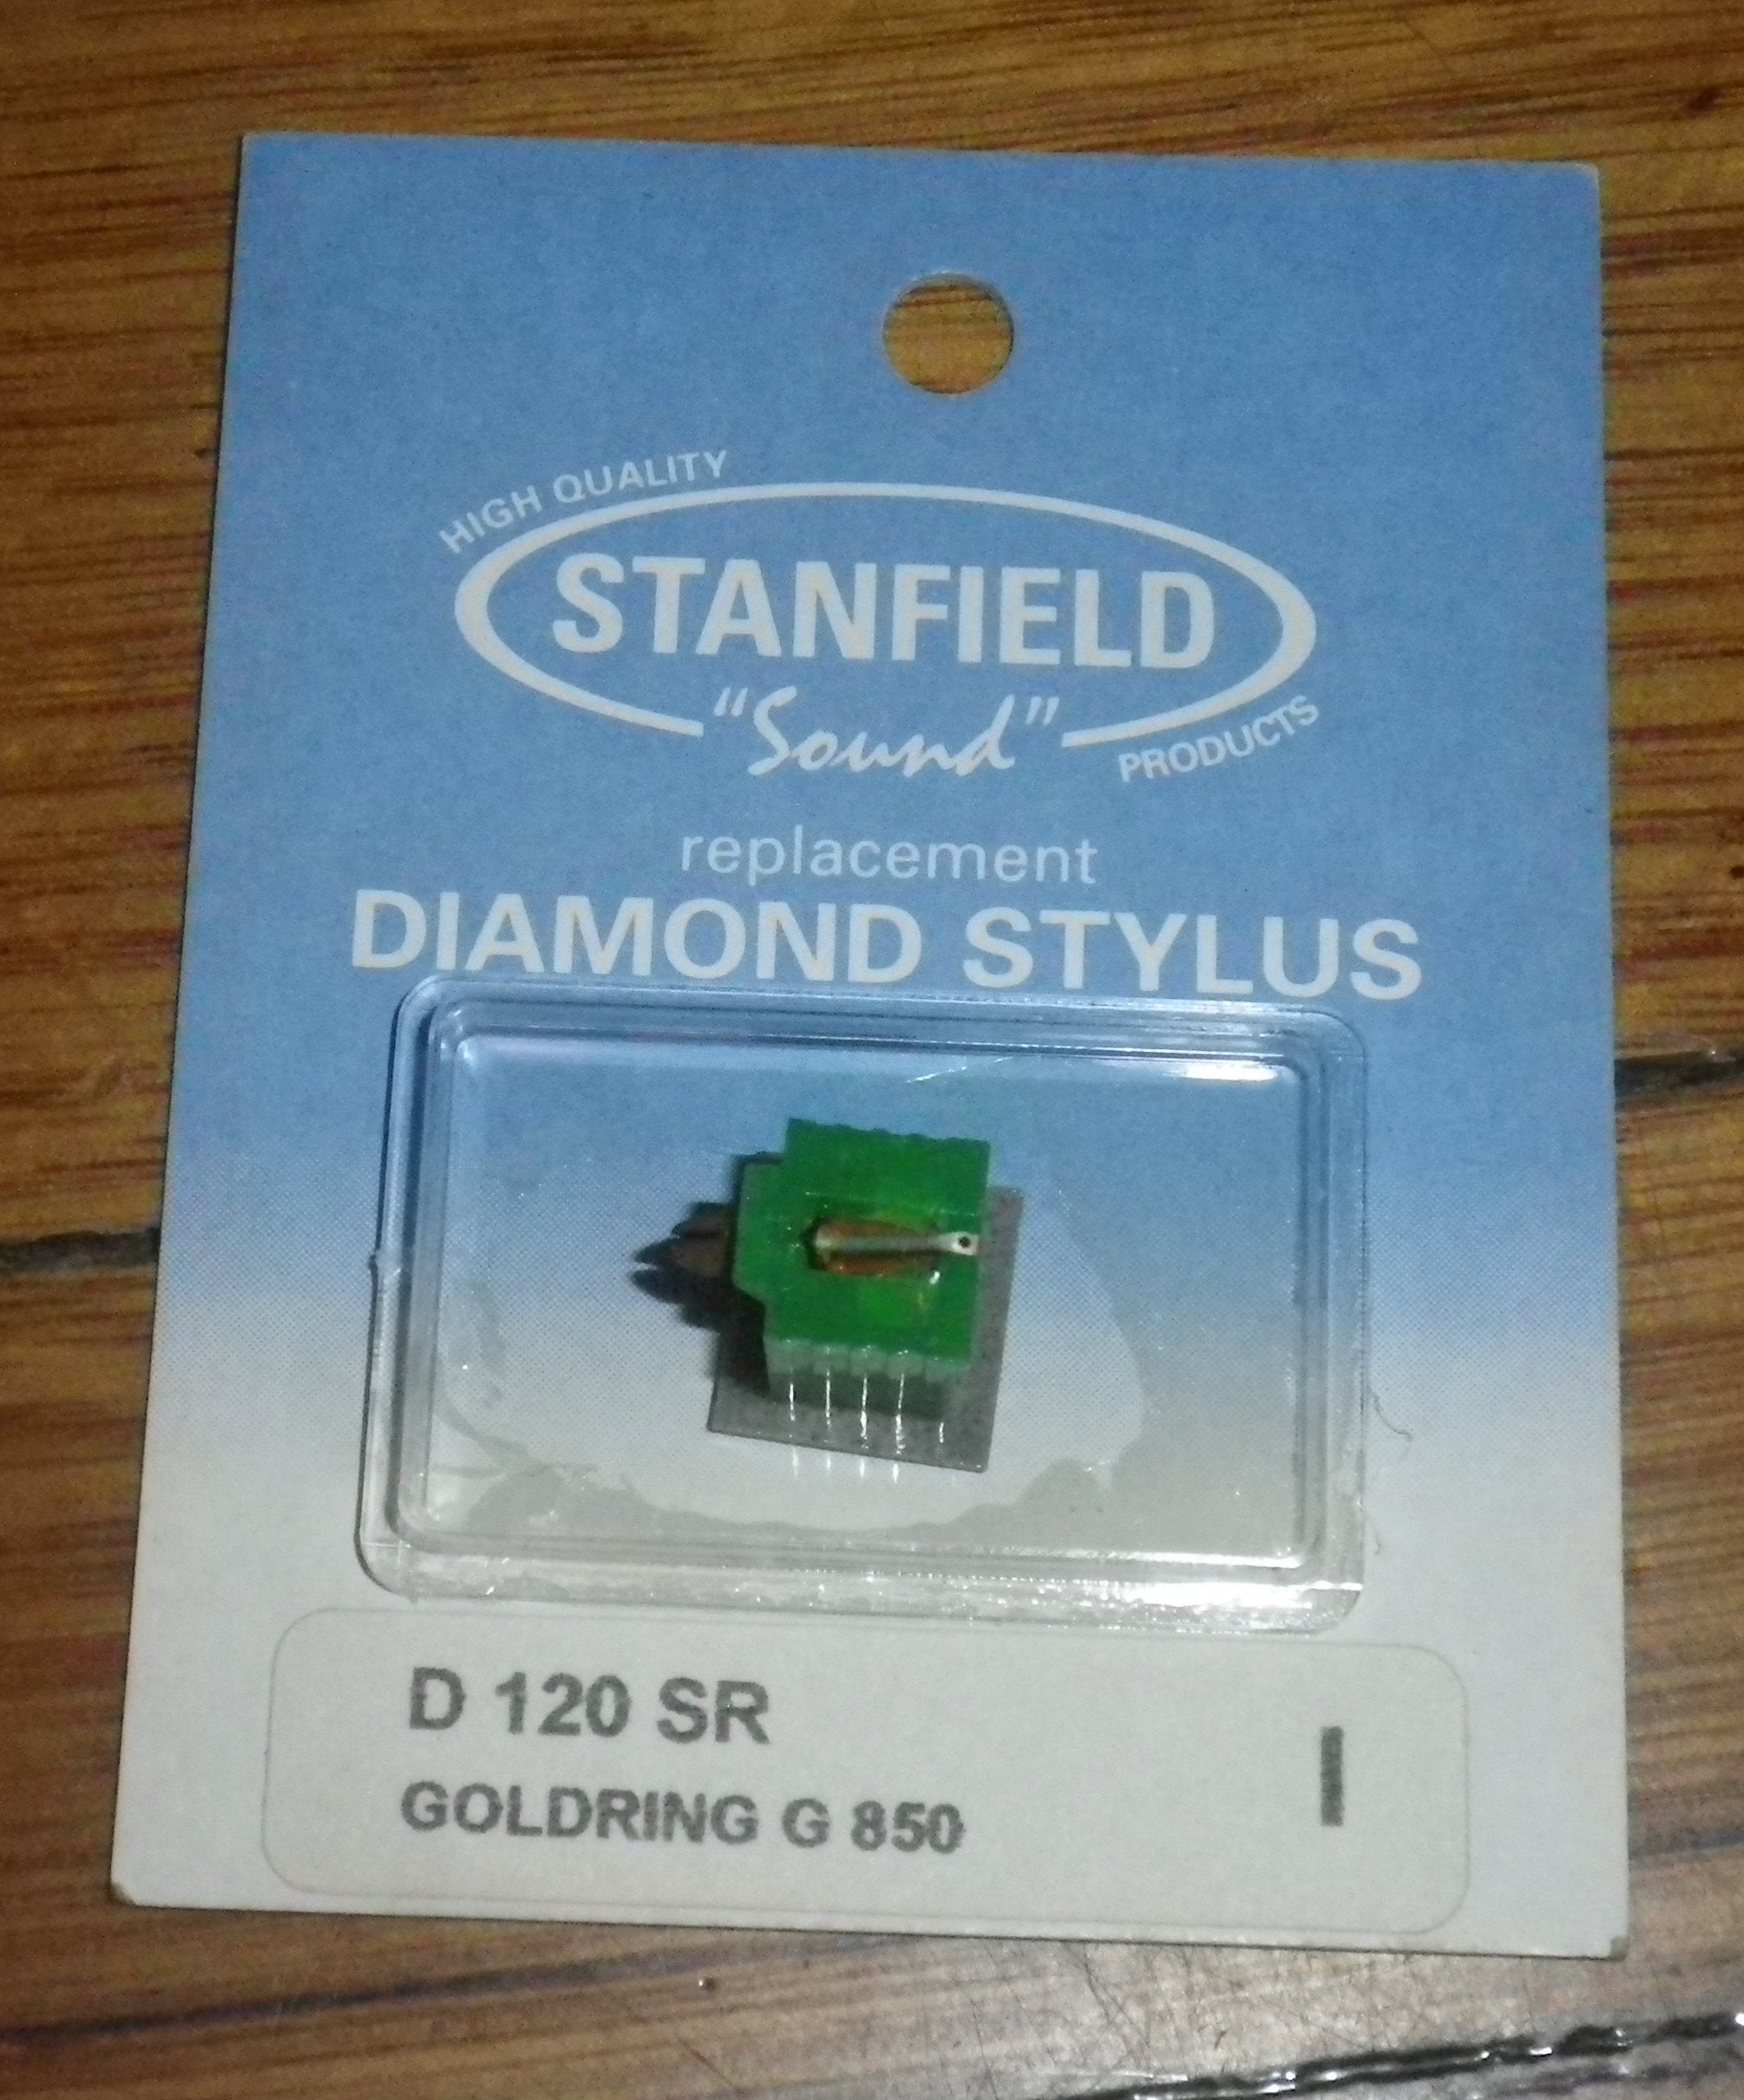 HIGH QUALITY
STANFIELD
"Sound"
PRODUCTS
replacement
DIAMOND STYLUS
D 120 SR
I
GOLDRING G 850